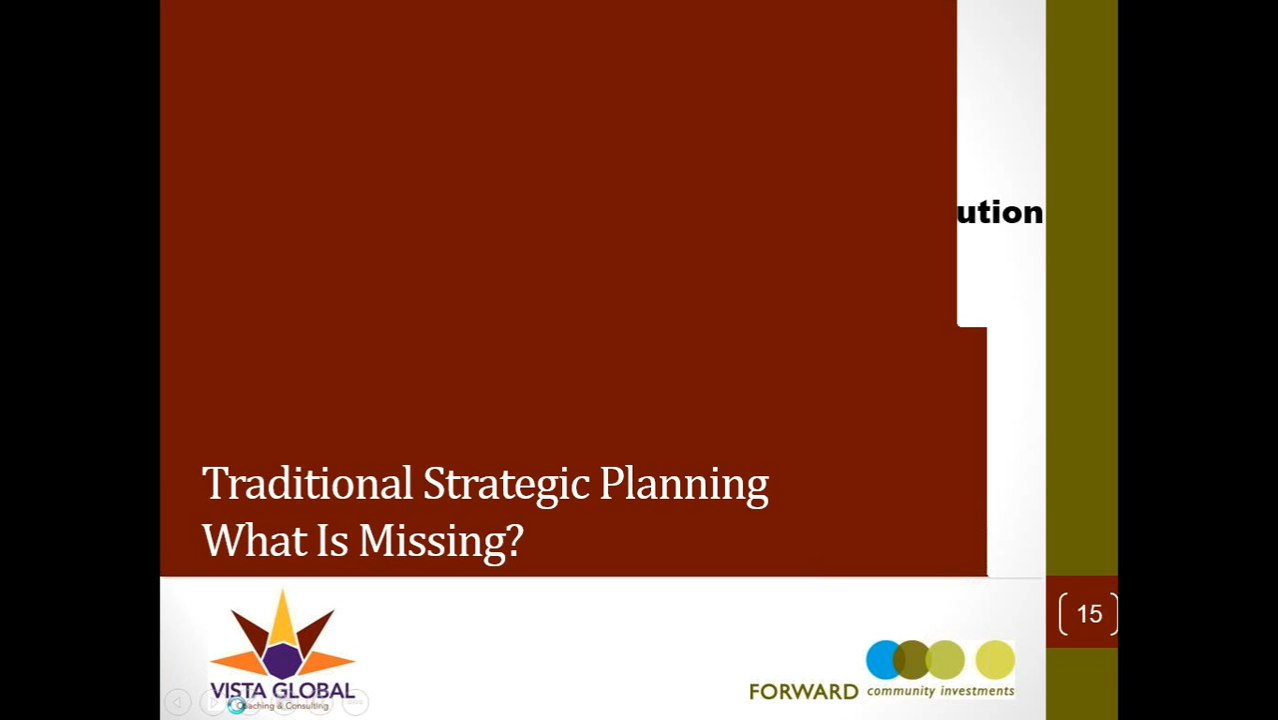 ution
Traditional Strategic Planning
What Is Missing?
15
VISTA GLOBAL
Coaching & Consulting
FORWARD community investments